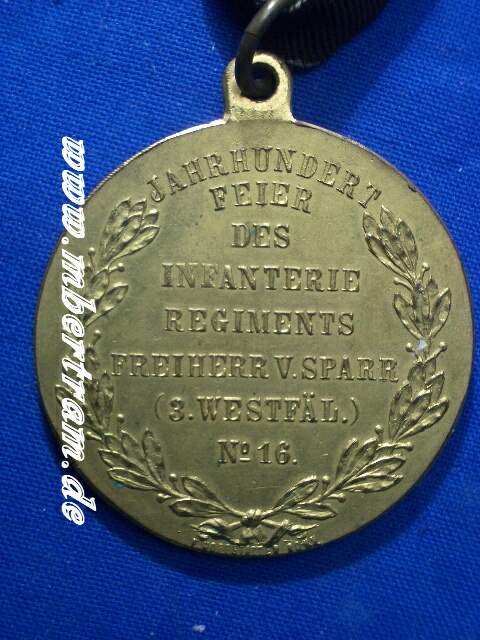 JAHRHUNDERT
FEIER
DES
INFANTERIE
REGIMENTS
FREIHERR V. SPARR
(3. WESTFÄL.)
Nº 16.
www.mbertram.de